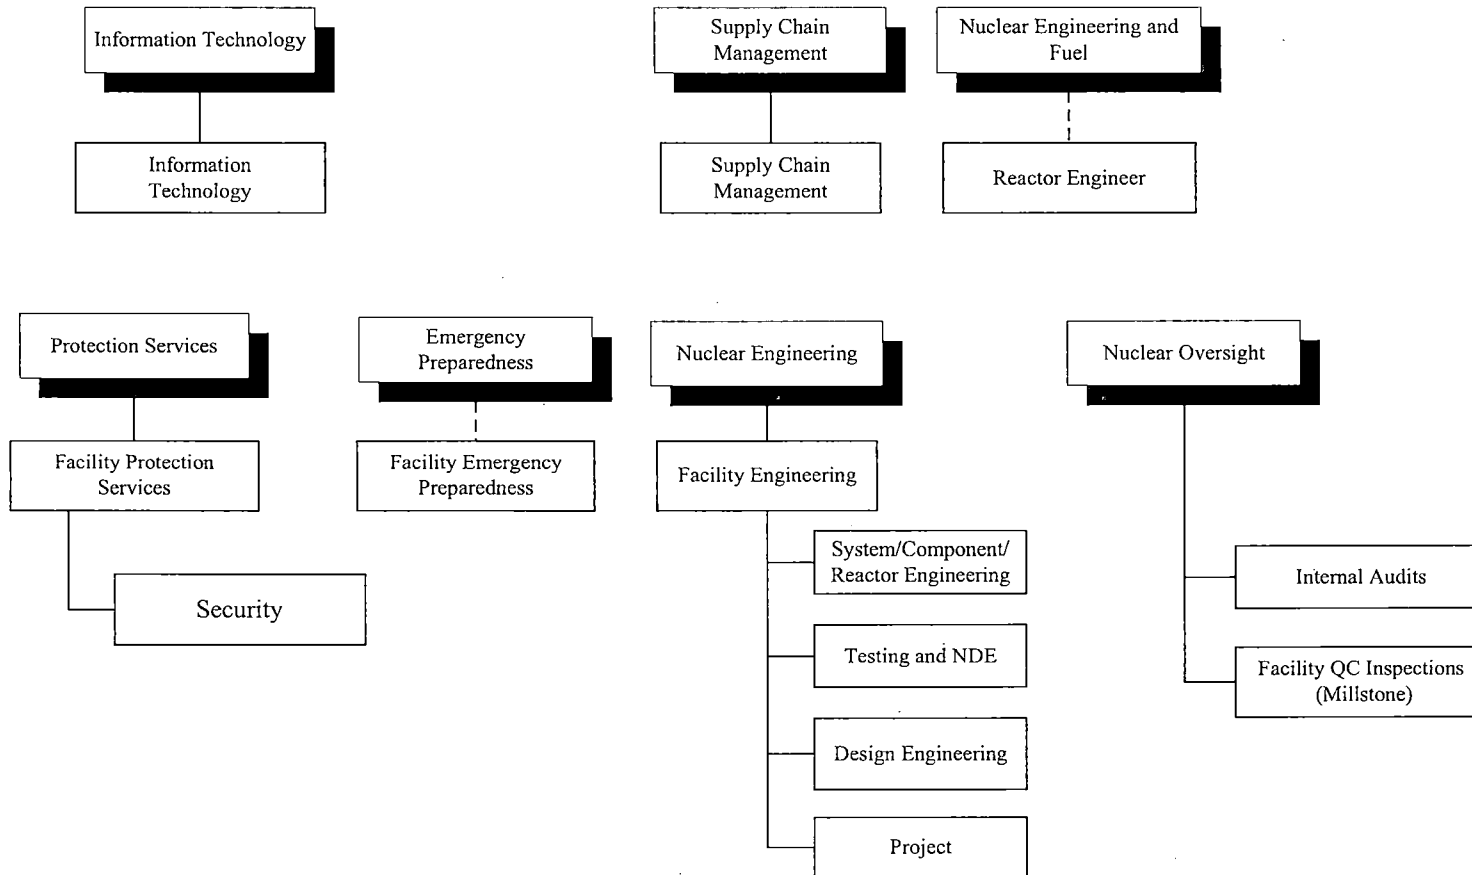 Information Technology
Supply Chain
Management
Nuclear Engineering and
Fuel
Information
Technology
Supply Chain
Management
Reactor Engineer
Protection Services
Emergency
Preparedness
Nuclear Engineering
Nuclear Oversight
Facility Protection
Services
Facility Emergency
Preparedness
Facility Engineering
System/Component/
Reactor Engineering
Internal Audits
Security
Testing and NDE
Facility QC Inspections
(Millstone)
Design Engineering
Project